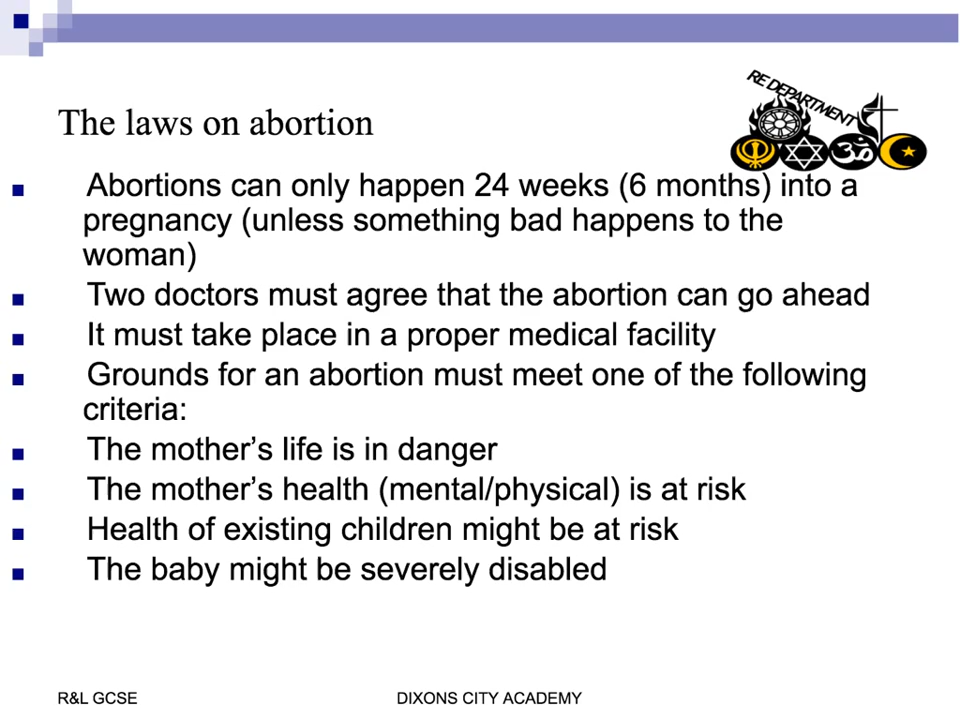 RE DEPARTMENT
The laws on abortion
Abortions can only happen 24 weeks (6 months) into a
pregnancy (unless something bad happens to the
woman)
Two doctors must agree that the abortion can go ahead
It must take place in a proper medical facility
Grounds for an abortion must meet one of the following
criteria:
The mother’s life is in danger
The mother’s health (mental/physical) is at risk
Health of existing children might be at risk
The baby might be severely disabled
R&L GCSE
DIXONS CITY ACADEMY